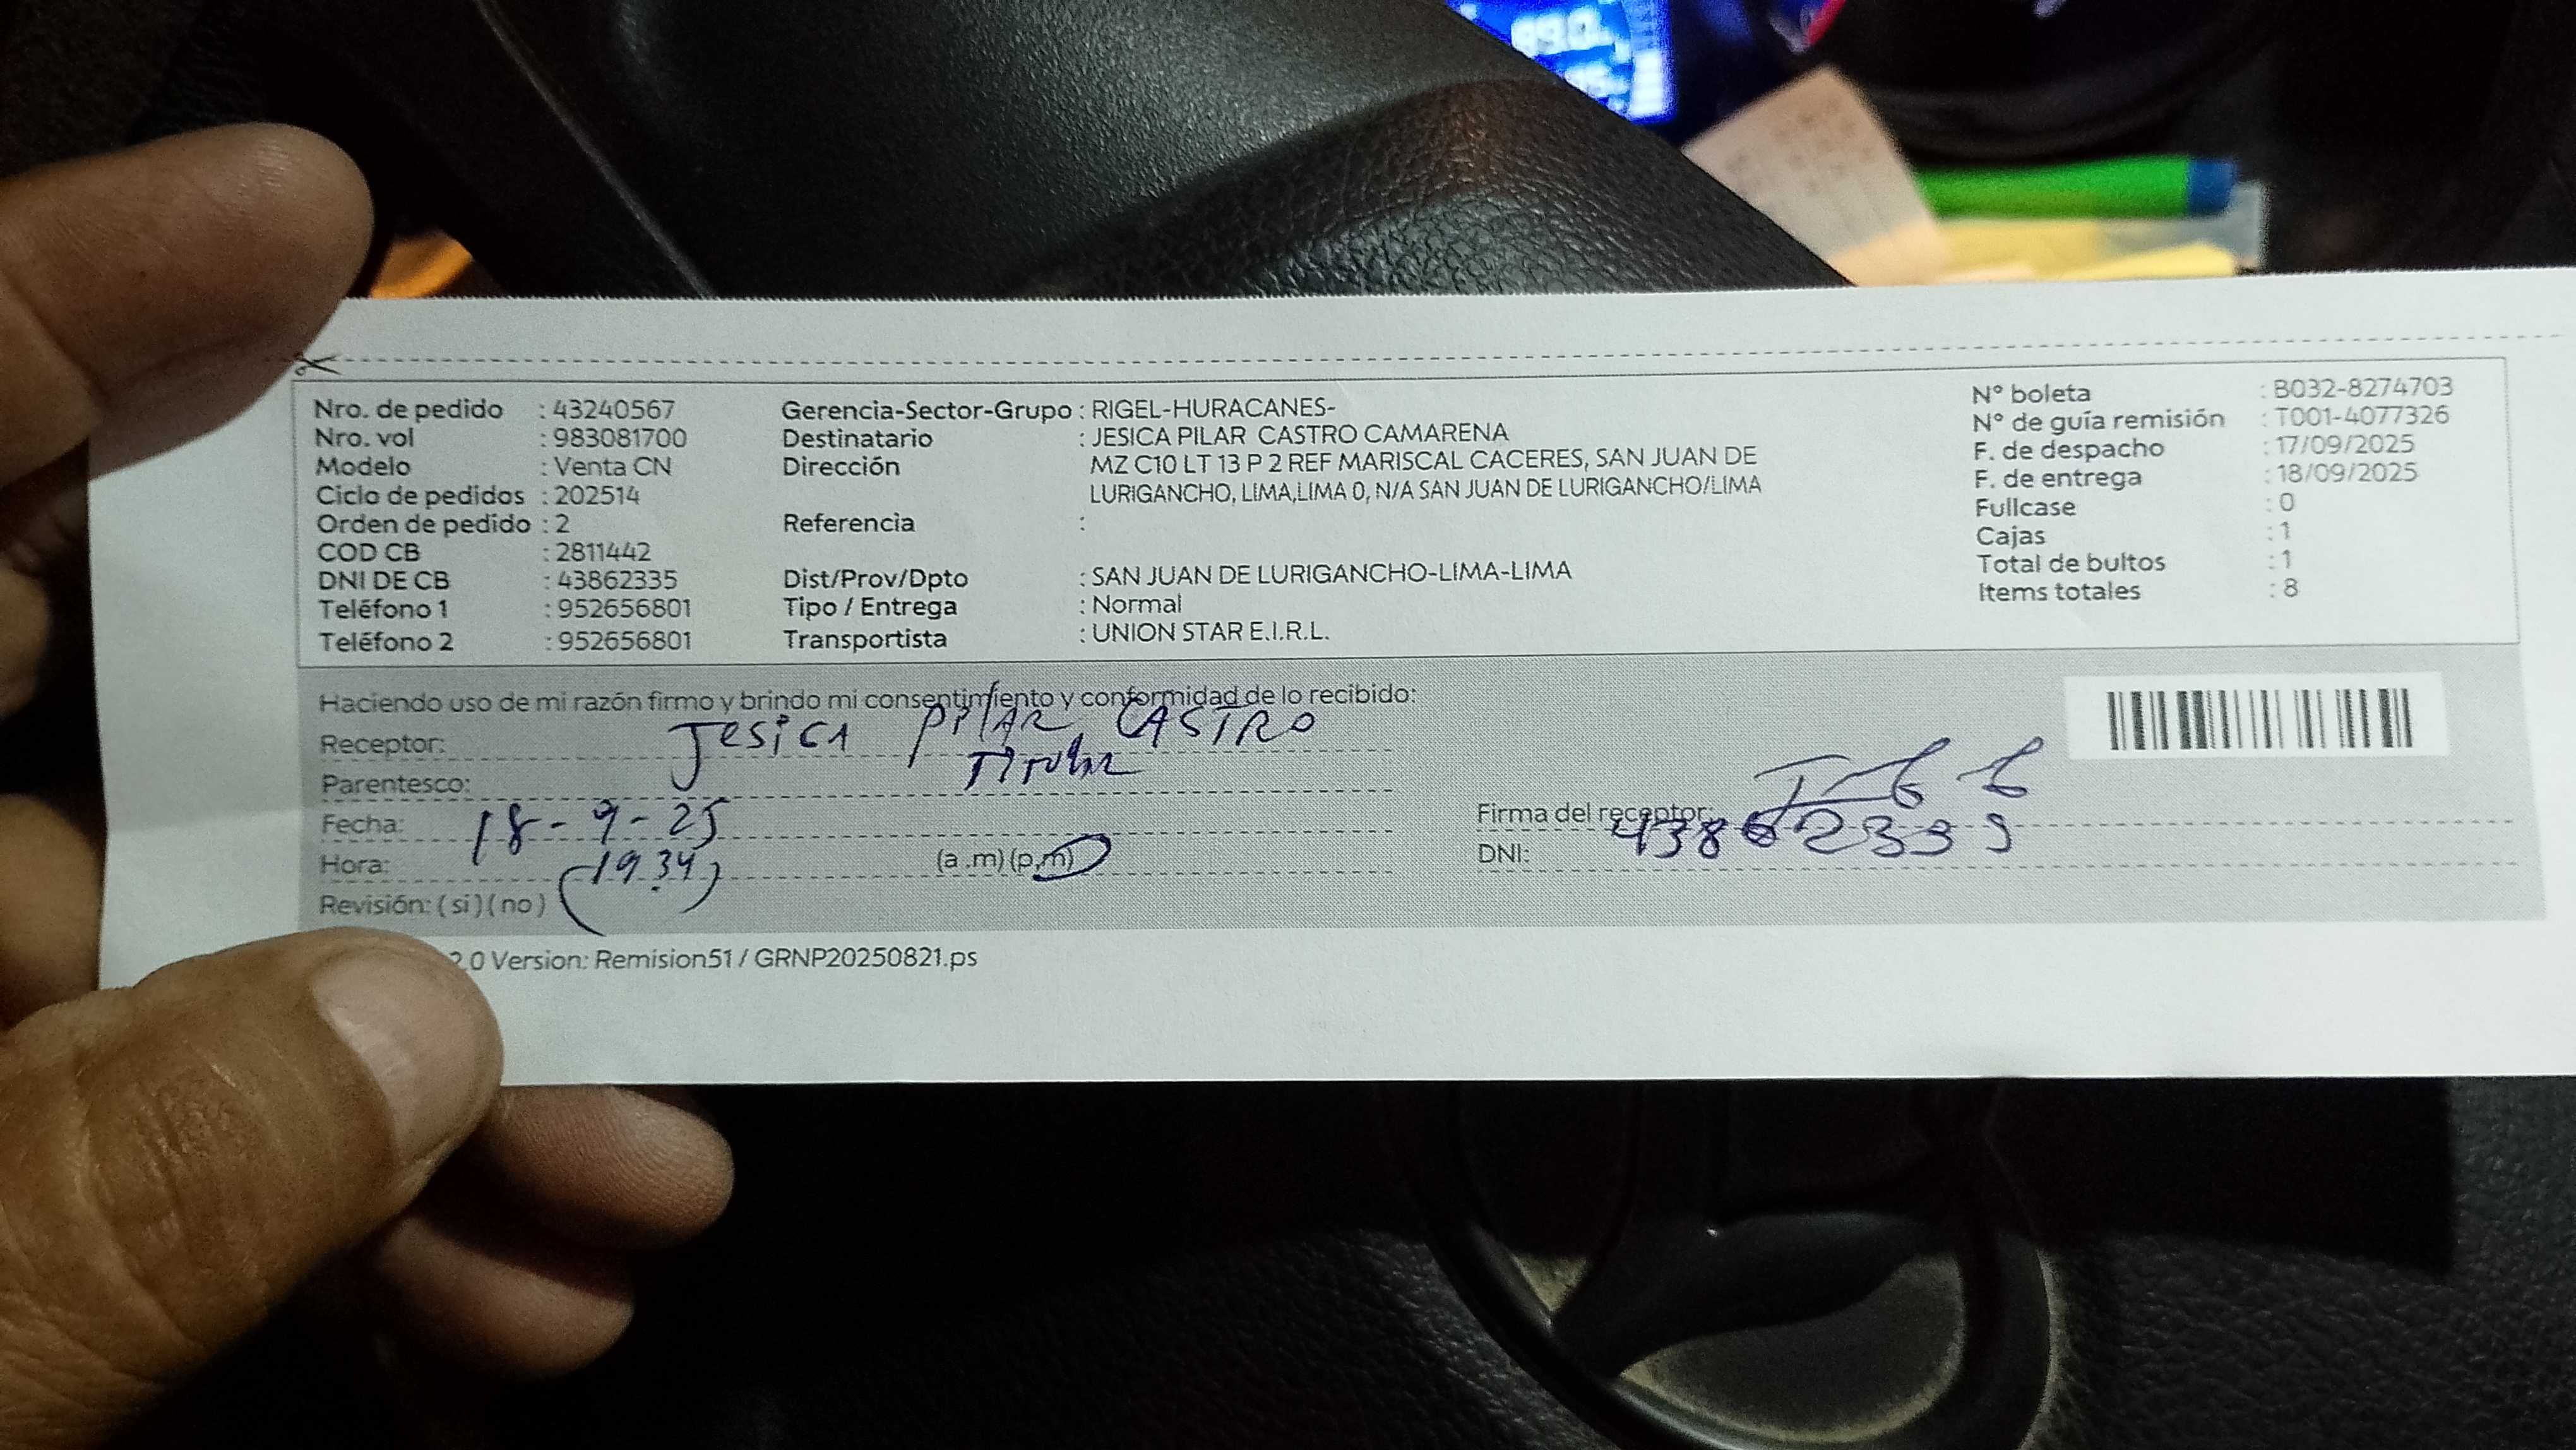 Nro. de pedido : 43240567
Nro. vol : 983081700
Modelo : Venta CN
Ciclo de pedidos : 202514
Orden de pedido : 2
COD CB : 2811442
DNI DE CB : 43862335
Teléfono 1 : 952656801
Teléfono 2 : 952656801
Gerencia-Sector-Grupo : RIGEL-HURACANES-
Destinatario : JESICA PILAR CASTRO CAMARENA
Dirección MZ C10 LT 13 P 2 REF MARISCAL CACERES, SAN JUAN DE
LURIGANCHO, LIMA,LIMA 0, N/A SAN JUAN DE LURIGANCHO/LIMA
Referencia :
Dist/Prov/Dpto : SAN JUAN DE LURIGANCHO-LIMA-LIMA
Tipo / Entrega : Normal
Transportista : UNION STAR E.I.R.L.
N° boleta : B032-8274703
N° de guía remisión : T001-4077326
F. de despacho : 17/09/2025
F. de entrega : 18/09/2025
Fullcase : 0
Cajas : 1
Total de bultos : 1
Items totales : 8
Haciendo uso de mi razón firmo y brindo mi consentimiento y conformidad de lo recibido:
Receptor: Jesica PILAR CASTRO
Parentesco: Titular
Fecha: 18-9-25
Hora: (19.34) (a.m) (p.m)
Revisión: (si) (no)
Firma del receptor:
DNI: 43862335
2.0 Version: Remision51 / GRNP20250821.ps